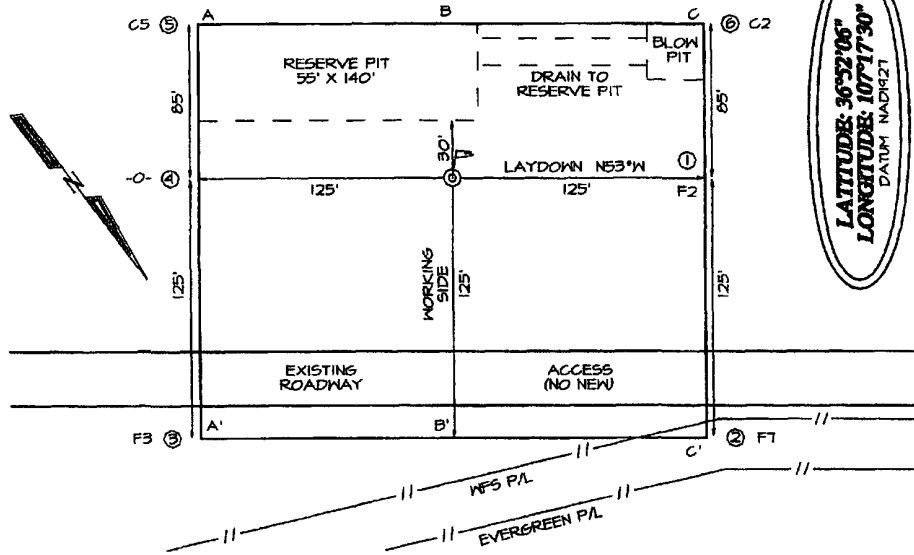 A B C
C5 ⑤ ⑥ C2
RESERVE PIT
55' X 140'
BLOW
PIT
DRAIN TO
RESERVE PIT
85' 85'
30'
N
-0- ④ LAYDOWN N53°W ①
125' 125' F2
125' 125' 125'
WORKING
SIDE
EXISTING
ROADWAY
ACCESS
(NO NEW)
A' B' C'
F3 ③ ② F7
WFS P/L
EVERGREEN P/L
LATITUDE: 36°52'06"
LONGITUDE: 107°17'30"
DATUM NAD1927